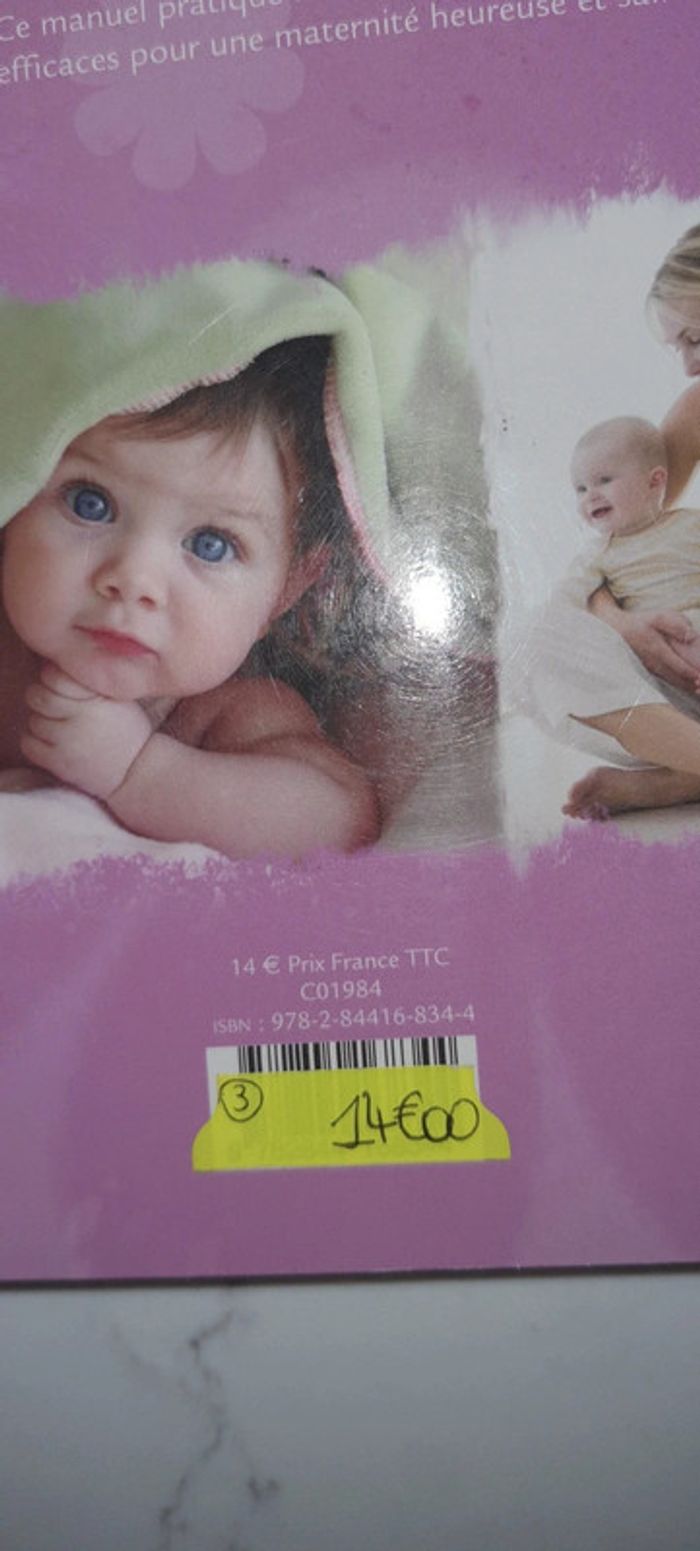 Ce manuel pratique
efficaces pour une maternité heureuse et
14 € Prix France TTC
C01984
ISBN : 978-2-84416-834-4
3
14€00